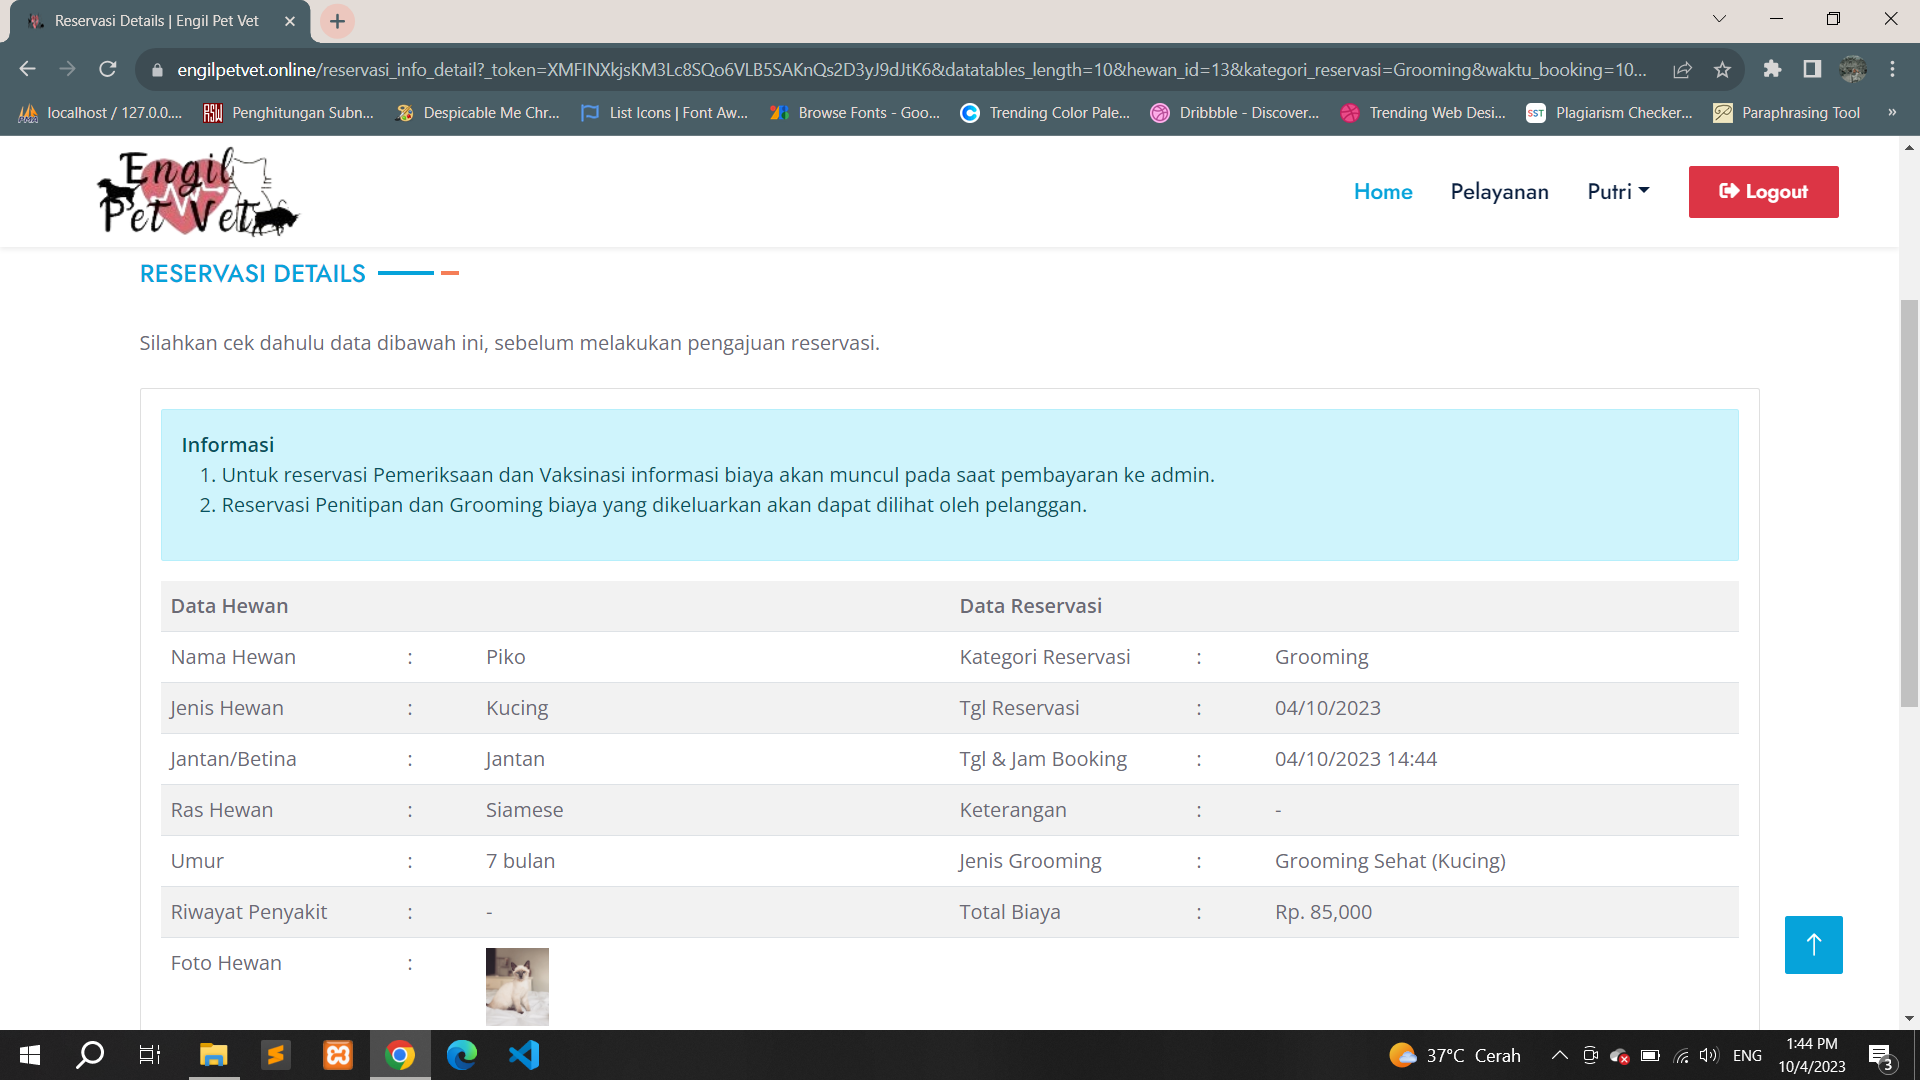 Reservasi Details | Engil Pet Vet
engilpetvet.online/reservasi_info_detail?_token=XMFINXkjsKM3Lc8SQo6VLB5SAKnQs2D3yJ9dJtK6&datatables_length=10&hewan_id=13&kategori_reservasi=Grooming&waktu_booking=10...
localhost / 127.0.0.... Penghitungan Subn... Despicable Me Chr... List Icons | Font Aw... Browse Fonts - Goo... Trending Color Pale... Dribbble - Discover... Trending Web Desi... Plagiarism Checker... Paraphrasing Tool »
Engil
Pet Vet
Home Pelayanan Putri Logout
RESERVASI DETAILS
Silahkan cek dahulu data dibawah ini, sebelum melakukan pengajuan reservasi.
Informasi
1. Untuk reservasi Pemeriksaan dan Vaksinasi informasi biaya akan muncul pada saat pembayaran ke admin.
2. Reservasi Penitipan dan Grooming biaya yang dikeluarkan akan dapat dilihat oleh pelanggan.
Data Hewan Data Reservasi
Nama Hewan : Piko Kategori Reservasi : Grooming
Jenis Hewan : Kucing Tgl Reservasi : 04/10/2023
Jantan/Betina : Jantan Tgl & Jam Booking : 04/10/2023 14:44
Ras Hewan : Siamese Keterangan : -
Umur : 7 bulan Jenis Grooming : Grooming Sehat (Kucing)
Riwayat Penyakit : - Total Biaya : Rp. 85,000
Foto Hewan :
37°C Cerah ENG 1:44 PM
10/4/2023 3